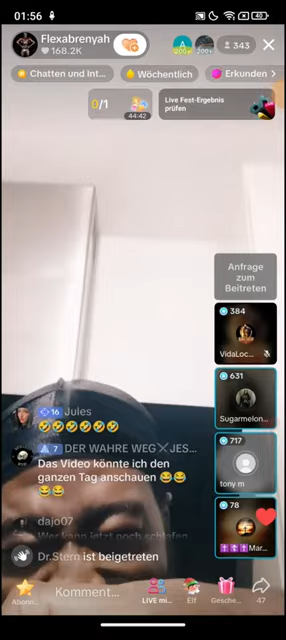 01:56
40
Flexabrenyah
168.2K
343
Chatten und Int...
Wöchentlich
Erkunden
0/1
44:42
Live Fest-Ergebnis
prüfen
Anfrage
zum
Beitreten
384
VidaLoc...
631
Sugarmelon...
717
tony m
78
Mar...
16 Jules
🤣🤣🤣🤣🤣🤣
7 DER WAHRE WEG╳JES...
Das Video könnte ich den
ganzen Tag anschauen 😂😂
😂😂
dajo07
Wer kann jetzt noch schlafen
Dr.Stern ist beigetreten
Abonn...
Komment...
LIVE mi...
Elf
Gesche...
47